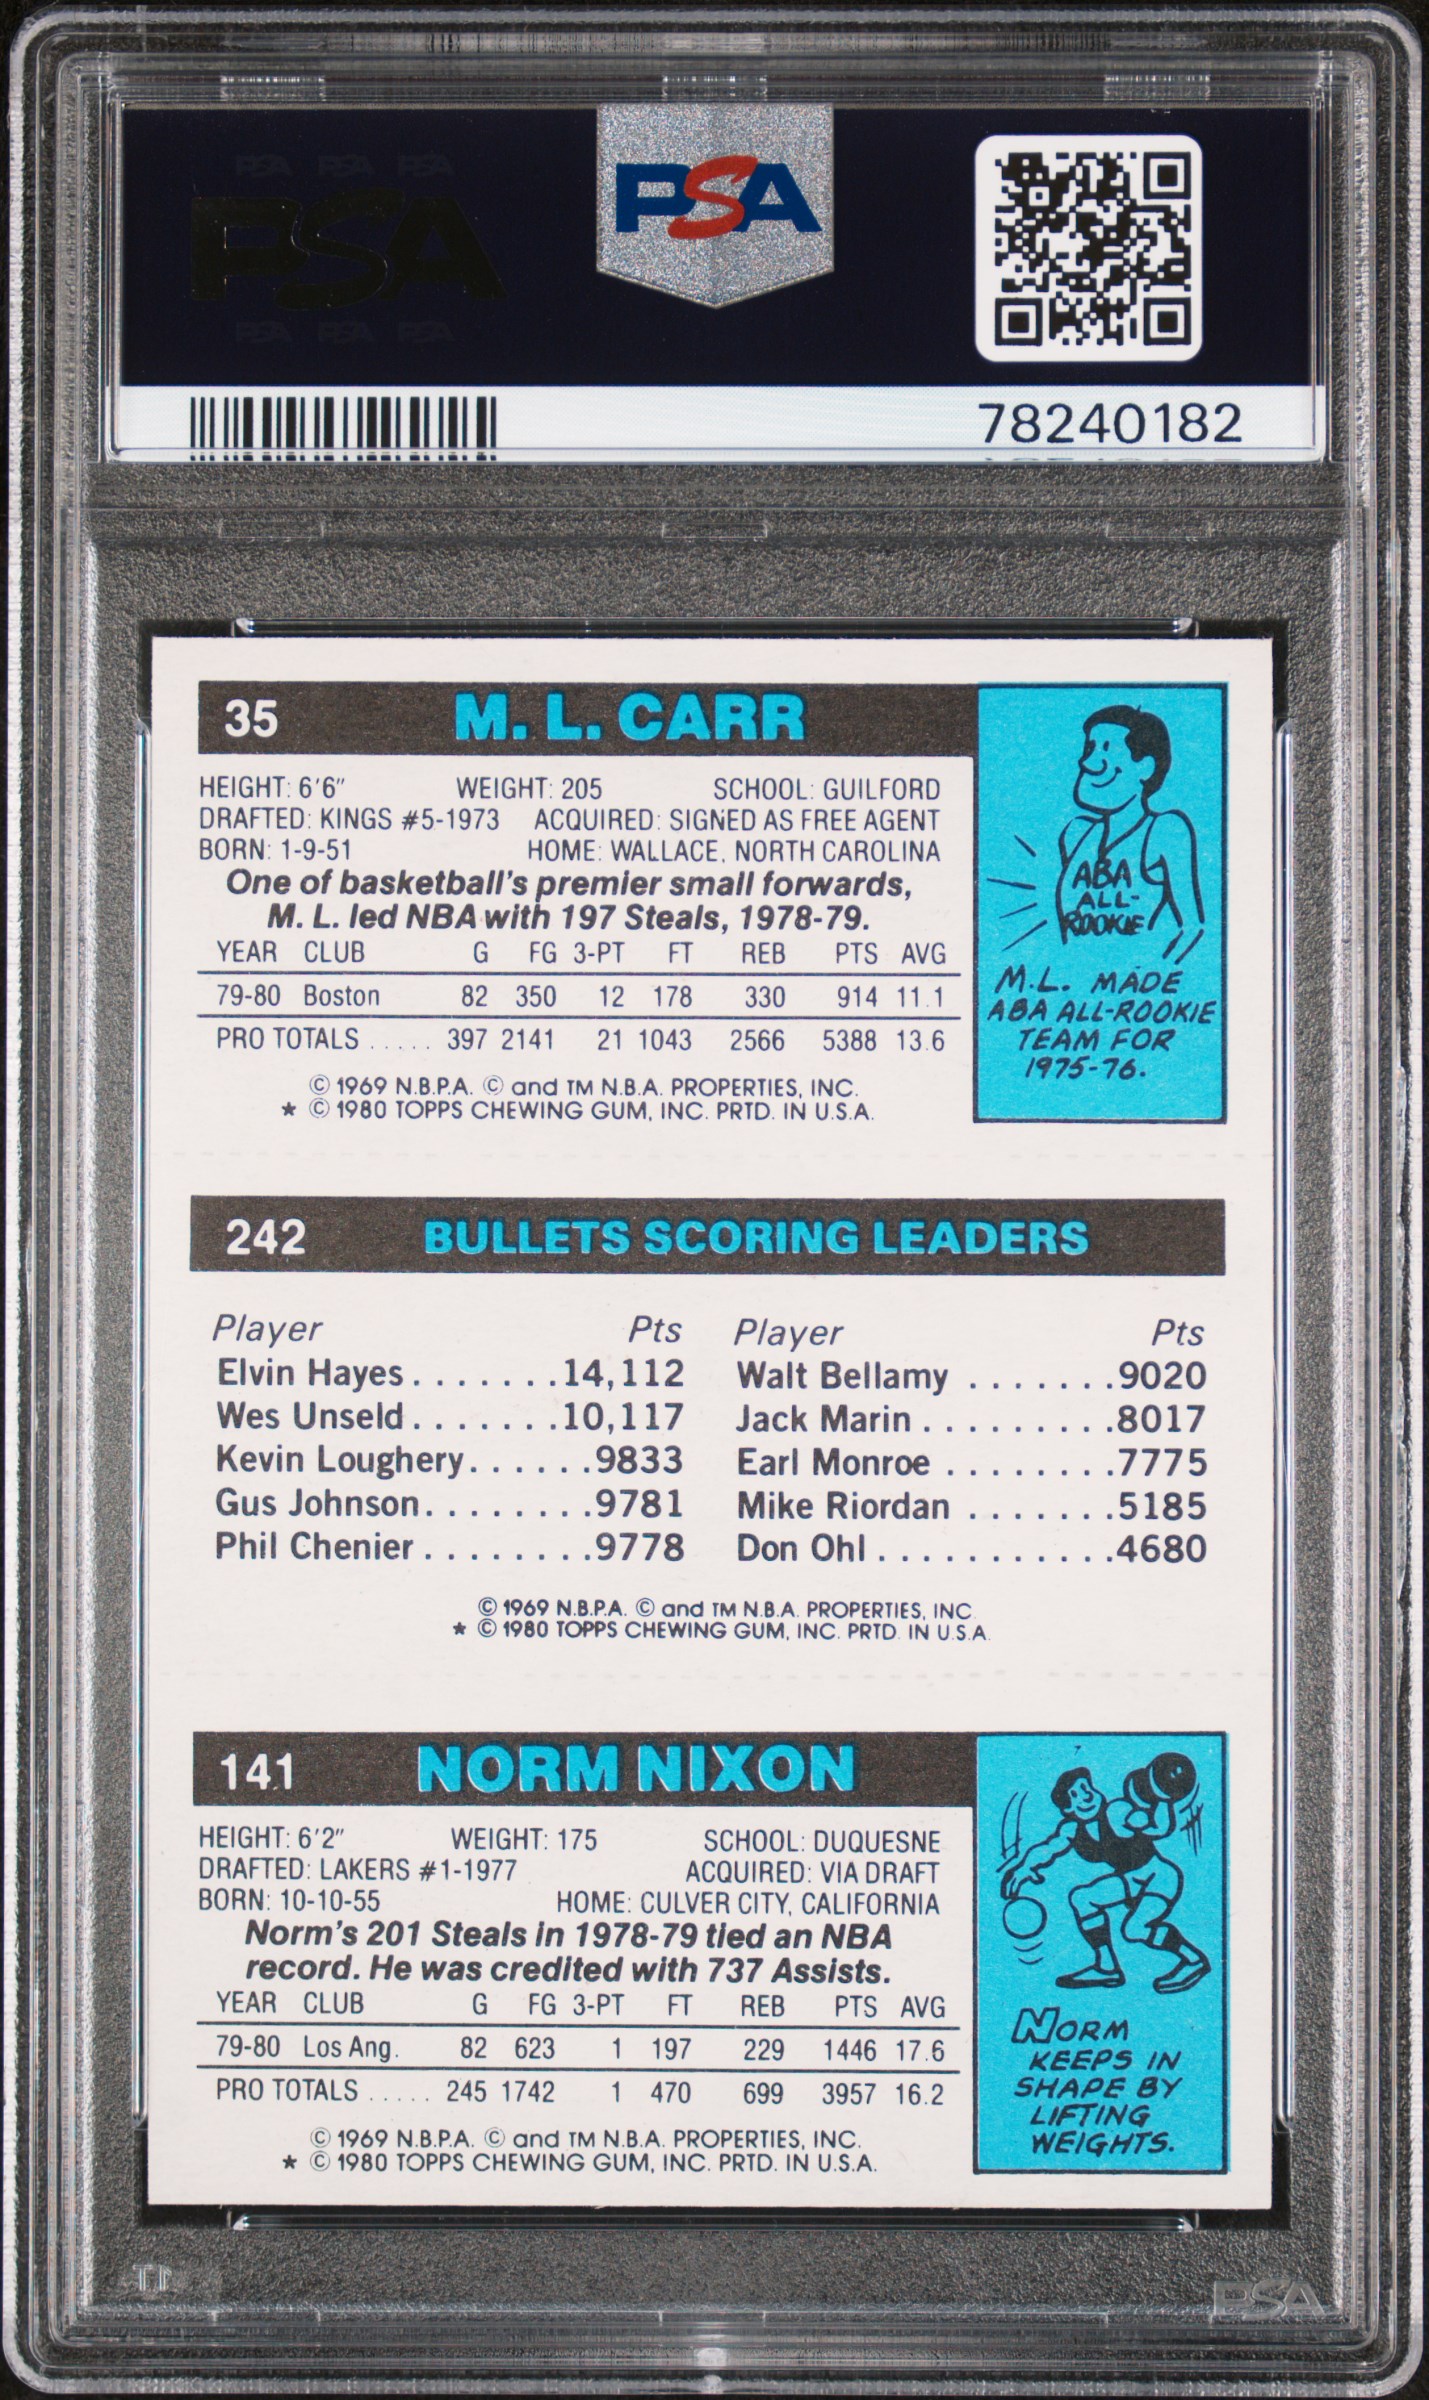 PSA PSA PSA
PSA
PSA PSA PSA
PSA
78240182
35 M. L. CARR
HEIGHT: 6'6" WEIGHT: 205 SCHOOL: GUILFORD
DRAFTED: KINGS #5-1973 ACQUIRED: SIGNED AS FREE AGENT
BORN: 1-9-51 HOME: WALLACE, NORTH CAROLINA
One of basketball's premier small forwards,
M. L. led NBA with 197 Steals, 1978-79.
YEAR CLUB G FG 3-PT FT REB PTS AVG
79-80 Boston 82 350 12 178 330 914 11.1
PRO TOTALS ..... 397 2141 21 1043 2566 5388 13.6
© 1969 N.B.P.A. © and TM N.B.A. PROPERTIES, INC.
* © 1980 TOPPS CHEWING GUM, INC. PRTD. IN U.S.A.
ABA
ALL-
ROOKIE
M.L. MADE
ABA ALL-ROOKIE
TEAM FOR
1975-76.
242 BULLETS SCORING LEADERS
Player Pts Player Pts
Elvin Hayes.......14,112 Walt Bellamy .......9020
Wes Unseld.......10,117 Jack Marin.........8017
Kevin Loughery......9833 Earl Monroe ........7775
Gus Johnson........9781 Mike Riordan .......5185
Phil Chenier........9778 Don Ohl...........4680
© 1969 N.B.P.A. © and TM N.B.A. PROPERTIES, INC.
* © 1980 TOPPS CHEWING GUM, INC. PRTD. IN U.S.A.
141 NORM NIXON
HEIGHT: 6'2" WEIGHT: 175 SCHOOL: DUQUESNE
DRAFTED: LAKERS #1-1977 ACQUIRED: VIA DRAFT
BORN: 10-10-55 HOME: CULVER CITY, CALIFORNIA
Norm's 201 Steals in 1978-79 tied an NBA
record. He was credited with 737 Assists.
YEAR CLUB G FG 3-PT FT REB PTS AVG
79-80 Los Ang. 82 623 1 197 229 1446 17.6
PRO TOTALS ..... 245 1742 1 470 699 3957 16.2
© 1969 N.B.P.A. © and TM N.B.A. PROPERTIES, INC.
* © 1980 TOPPS CHEWING GUM, INC. PRTD. IN U.S.A.
NORM
KEEPS IN
SHAPE BY
LIFTING
WEIGHTS.
PSA